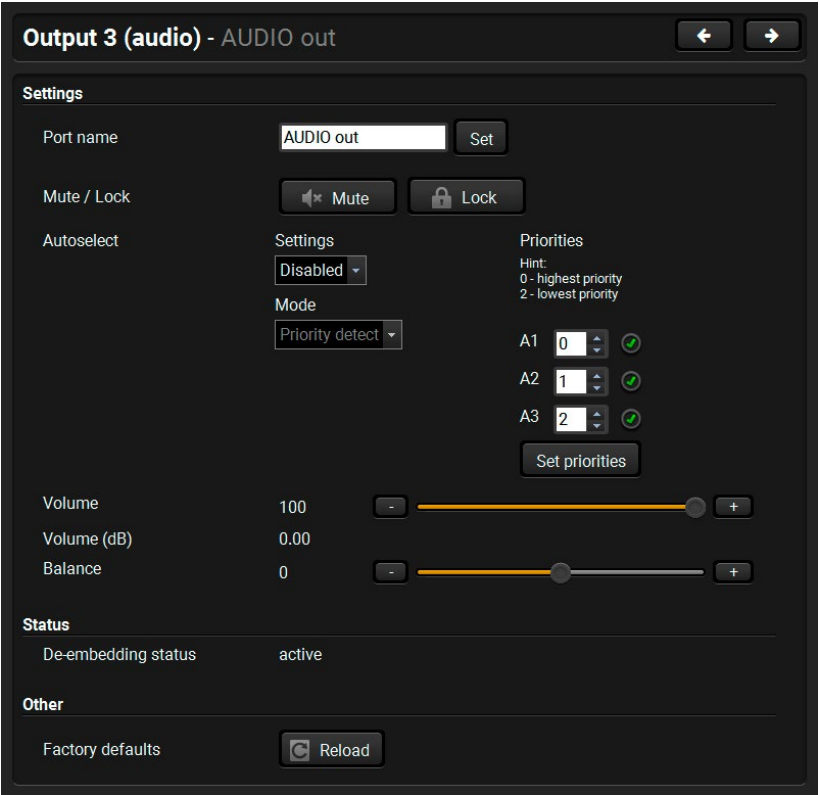 Output 3 (audio) - AUDIO out
Settings
Port name AUDIO out Set
Mute / Lock Mute Lock
Autoselect Settings Priorities
Disabled Hint:
0 - highest priority
2 - lowest priority
Mode
Priority detect
A1 0
A2 1
A3 2
Set priorities
Volume 100 - +
Volume (dB) 0.00
Balance 0 - +
Status
De-embedding status active
Other
Factory defaults Reload